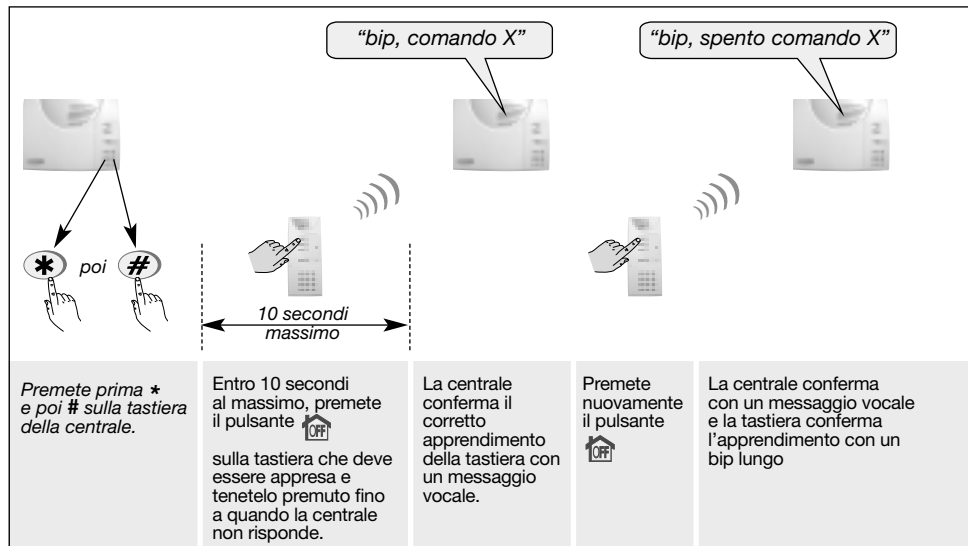 “bip, comando X”
“bip, spento comando X”
* poi #
10 secondi
massimo
Premete prima *
e poi # sulla tastiera
della centrale.
Entro 10 secondi
al massimo, premete
il pulsante OFF
sulla tastiera che deve
essere appresa e
tenetelo premuto fino
a quando la centrale
non risponde.
La centrale
conferma il
corretto
apprendimento
della tastiera con
un messaggio
vocale.
Premete
nuovamente
il pulsante
OFF
La centrale conferma
con un messaggio vocale
e la tastiera conferma
l’apprendimento con un
bip lungo